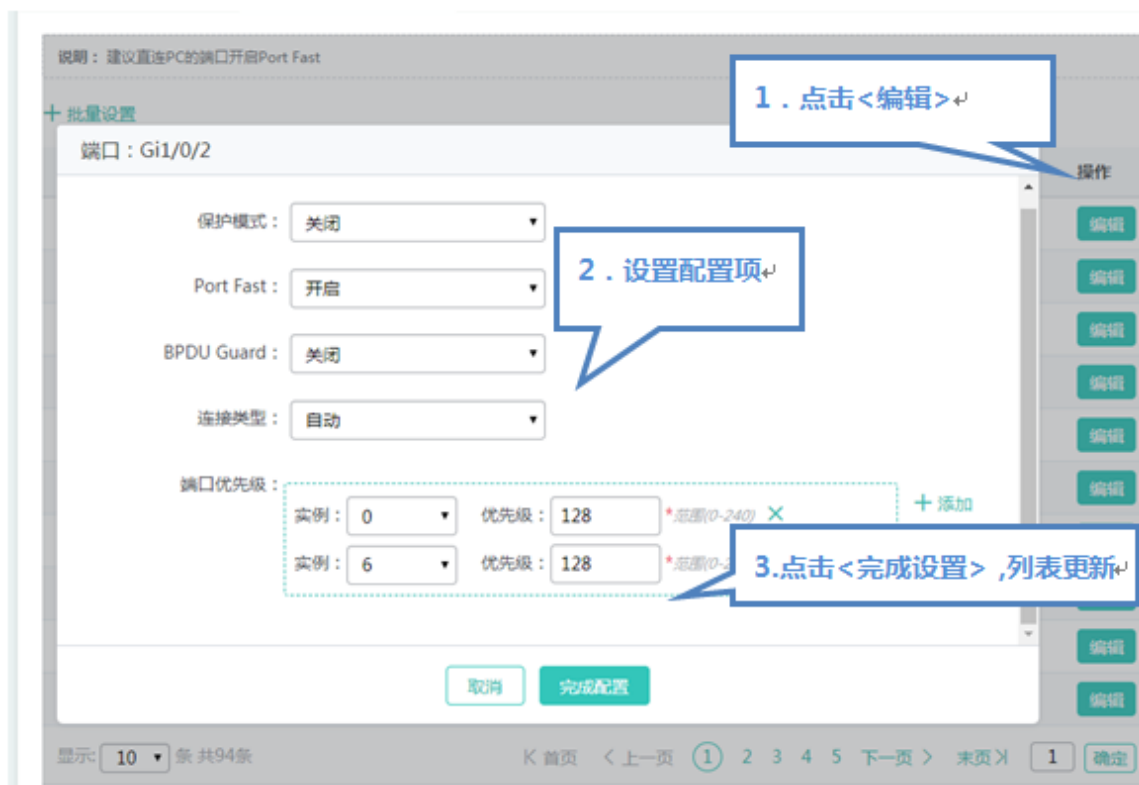 说明： 建议直连PC的端口开启Port Fast
1．点击<编辑>↵
＋ 批量设置
端口：Gi1/0/2
操作
保护模式： 关闭
编辑
2．设置配置项↵
Port Fast： 开启
编辑
编辑
BPDU Guard： 关闭
编辑
连接类型： 自动
编辑
端口优先级：
编辑
实例： 0 优先级： 128 *范围(0-240) ✕ ＋ 添加
实例： 6 优先级： 128 *范围(0-2
3.点击<完成设置>,列表更新↵
编辑
取消 完成配置
编辑
显示: 10 条 共94条 首页 上一页 1 2 3 4 5 下一页 末页 1 确定